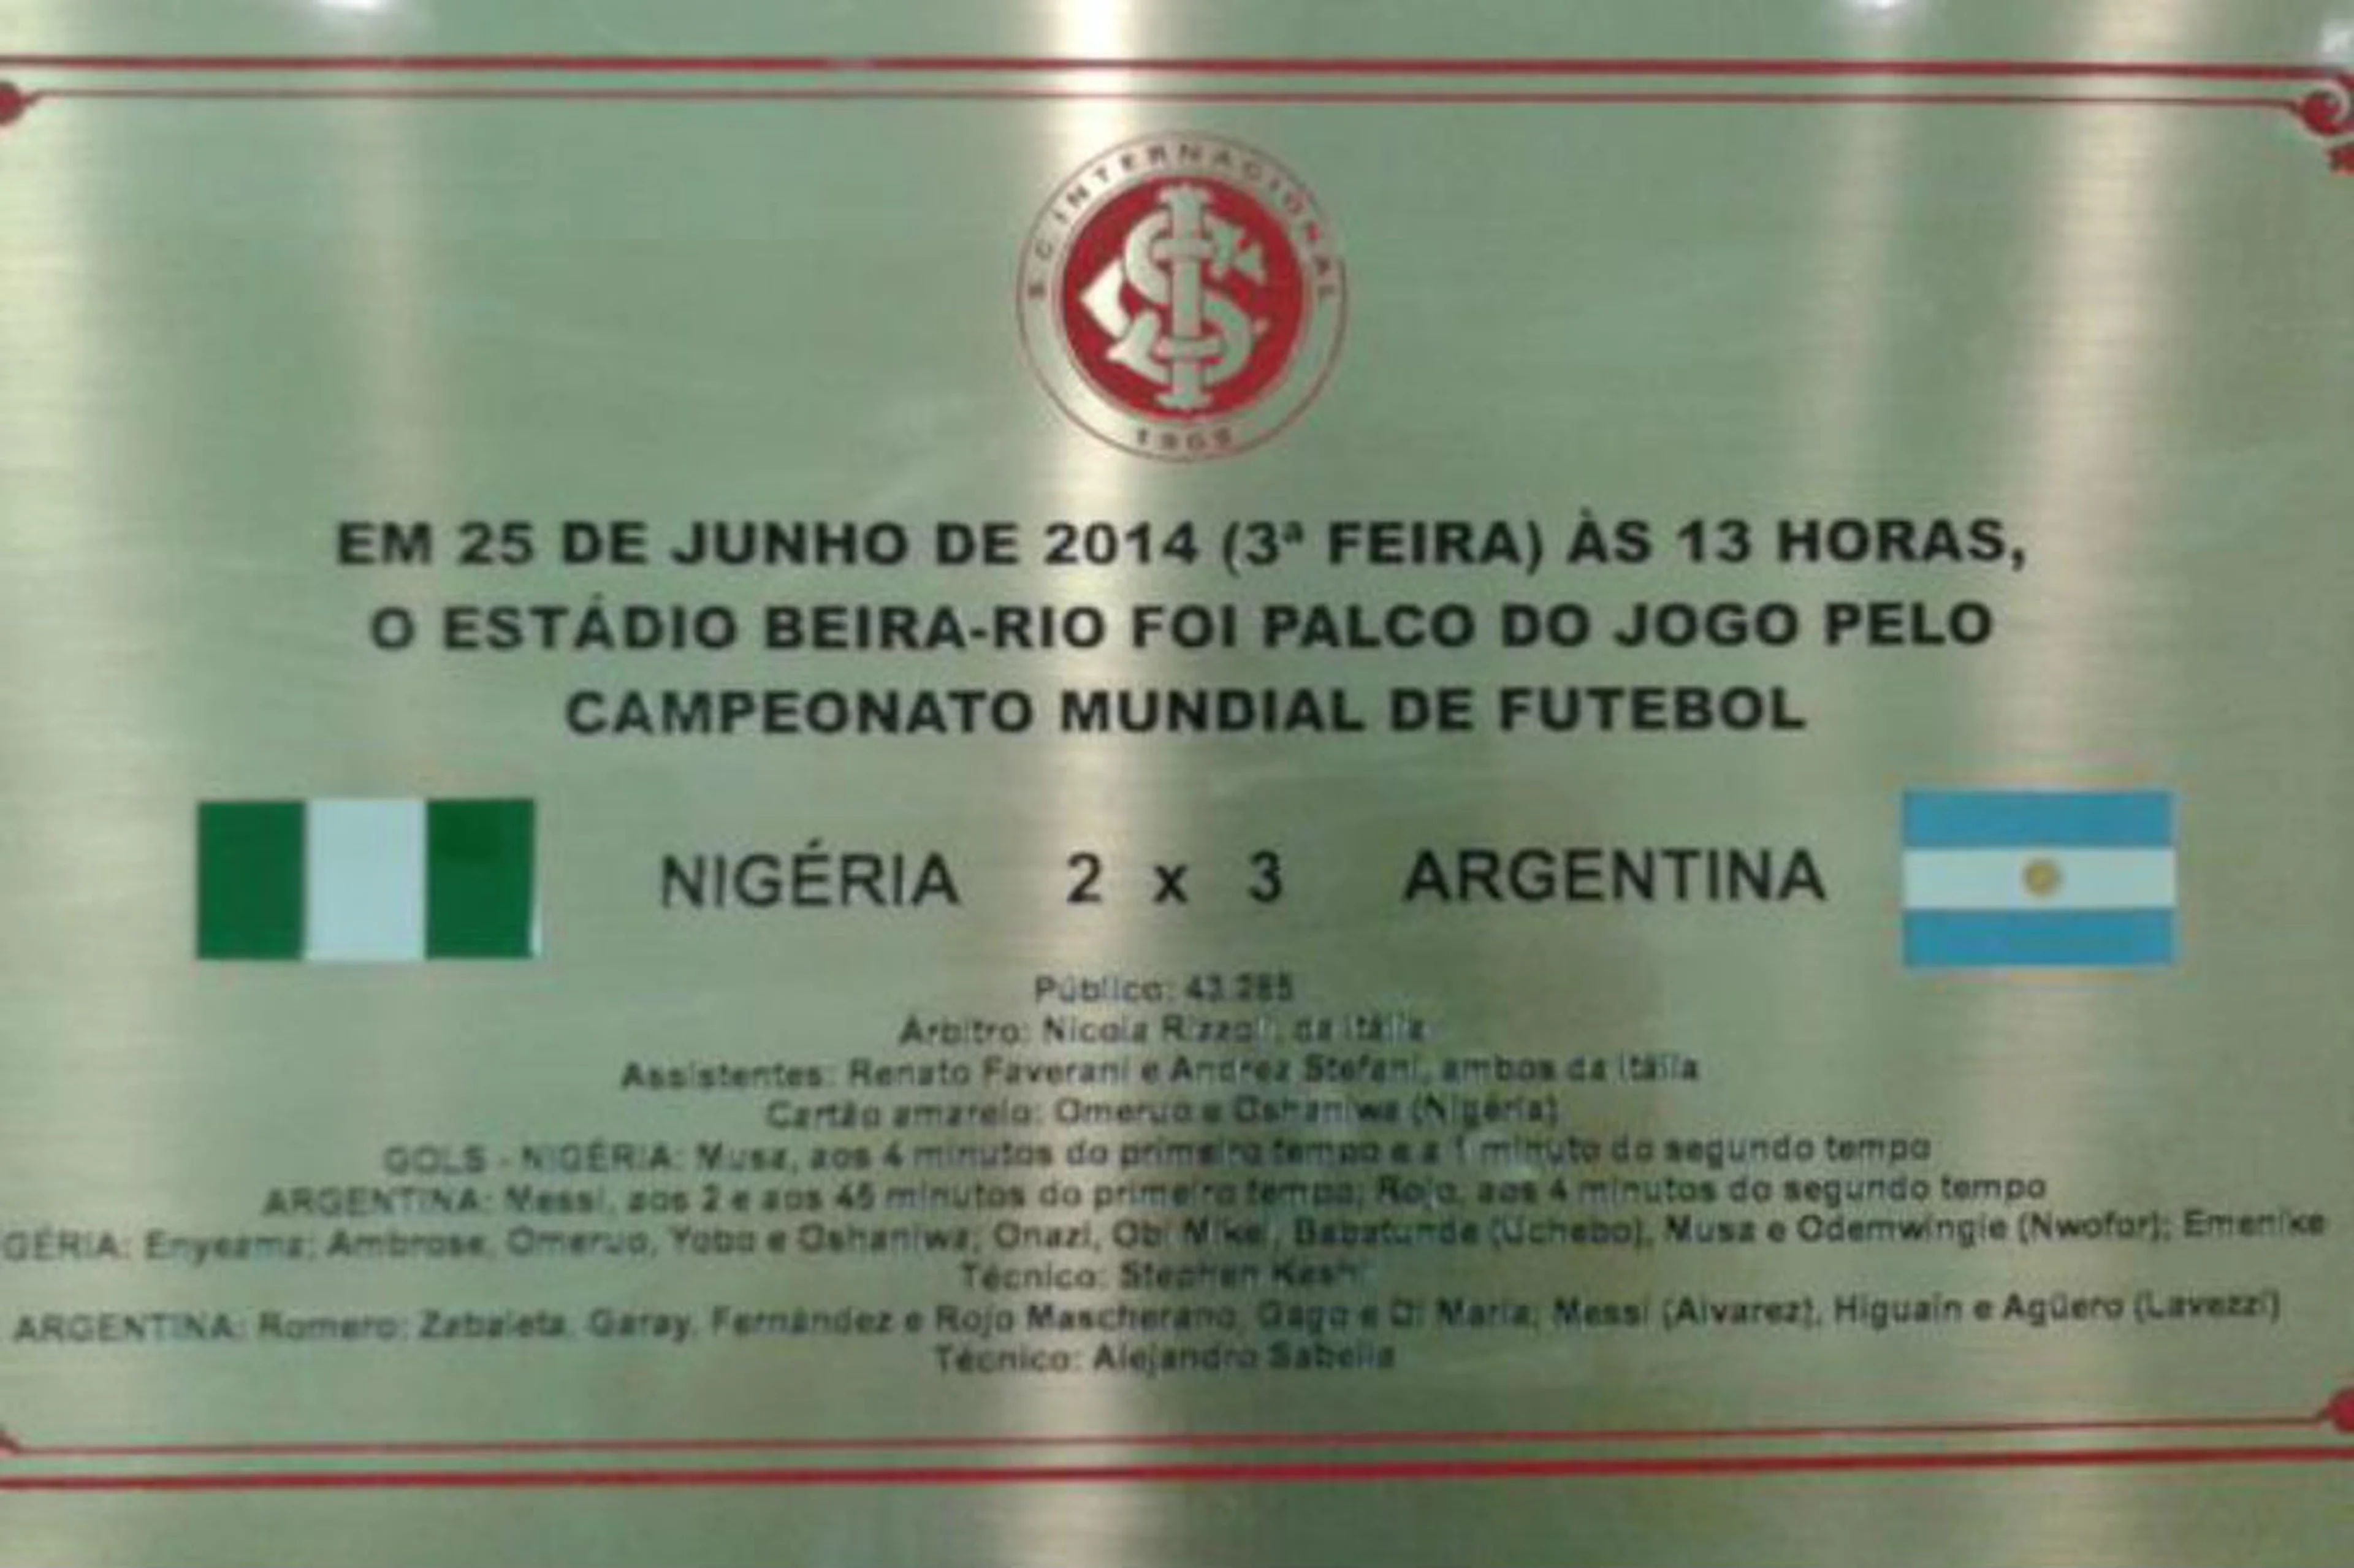 S.C. INTERNACIONAL
1909
EM 25 DE JUNHO DE 2014 (3ª FEIRA) ÀS 13 HORAS,
O ESTÁDIO BEIRA-RIO FOI PALCO DO JOGO PELO
CAMPEONATO MUNDIAL DE FUTEBOL
NIGÉRIA 2 x 3 ARGENTINA
Público: 43.285
Árbitro: Nicola Rizzoli, da Itália
Assistentes: Renato Faverani e Andrea Stefani, ambos da Itália
Cartão amarelo: Omeruo e Oshaniwa (Nigéria)
GOLS - NIGÉRIA: Musa, aos 4 minutos do primeiro tempo e a 1 minuto do segundo tempo
ARGENTINA: Messi, aos 2 e aos 45 minutos do primeiro tempo; Rojo, aos 4 minutos do segundo tempo
GÉRIA: Enyeama; Ambrose, Omeruo, Yobo e Oshaniwa; Onazi, Obi Mikel, Babatunde (Uchebo), Musa e Odemwingie (Nwofor); Emenike
Técnico: Stephen Keshi
ARGENTINA: Romero; Zabaleta, Garay, Fernández e Rojo Mascherano, Gago e Di Maria; Messi (Alvarez), Higuain e Agüero (Lavezzi)
Técnico: Alejandro Sabella